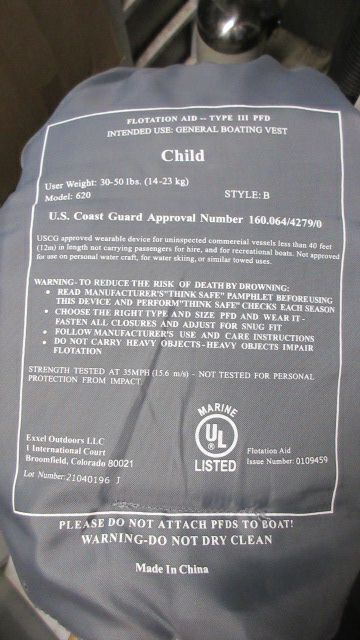 FLOTATION AID -- TYPE III PFD
INTENDED USE: GENERAL BOATING VEST
Child
User Weight: 30-50 lbs. (14-23 kg)
Model: 620
STYLE: B
U.S. Coast Guard Approval Number 160.064/4279/0
USCG approved wearable device for uninspected commercial vessels less than 40 feet
(12m) in length not carrying passengers for hire, and for recreational boats. Not approved
for use on personal water craft, for water skiing, or similar towed uses.
WARNING- TO REDUCE THE RISK OF DEATH BY DROWNING:
• READ MANUFACTURER'S"THINK SAFE" PAMPHLET BEFORE USING
THIS DEVICE AND PERFORM"THINK SAFE" CHECKS EACH SEASON
• CHOOSE THE RIGHT TYPE AND SIZE PFD AND WEAR IT -
FASTEN ALL CLOSURES AND ADJUST FOR SNUG FIT
• FOLLOW MANUFACTURER'S USE AND CARE INSTRUCTIONS
• DO NOT CARRY HEAVY OBJECTS-HEAVY OBJECTS IMPAIR
FLOTATION
STRENGTH TESTED AT 35MPH (15.6 m/s) - NOT TESTED FOR PERSONAL
PROTECTION FROM IMPACT.
MARINE
UL
LISTED
Exxel Outdoors LLC
1 International Court
Broomfield, Colorado 80021
Lot Number: 21040196 J
Flotation Aid
Issue Number: 0109459
PLEASE DO NOT ATTACH PFDS TO BOAT!
WARNING-DO NOT DRY CLEAN
Made In China